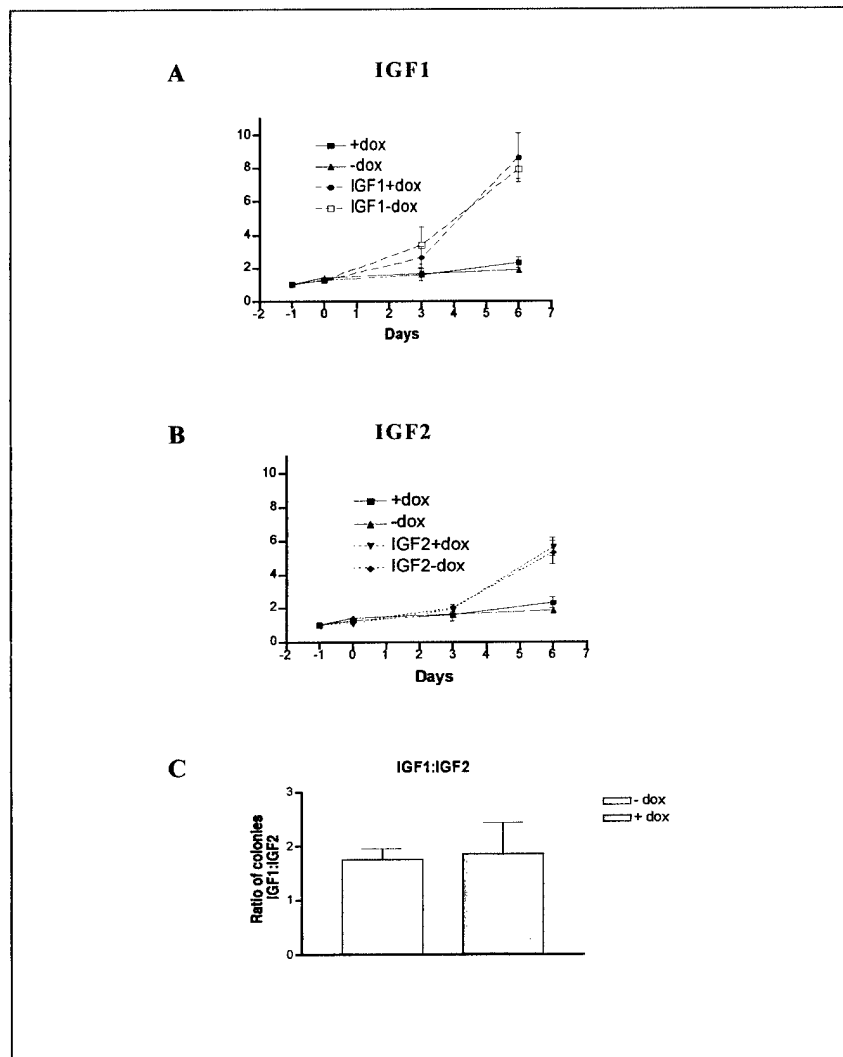 A
IGF1
10
8
6
4
2
0
+dox
-dox
IGF1+dox
IGF1-dox
-2 -1 0 1 2 3 4 5 6 7
Days
B
IGF2
10
8
6
4
2
0
+dox
-dox
IGF2+dox
IGF2-dox
-2 -1 0 1 2 3 4 5 6 7
Days
C
IGF1:IGF2
Ratio of colonies
IGF1:IGF2
3
2
1
0
- dox
+ dox